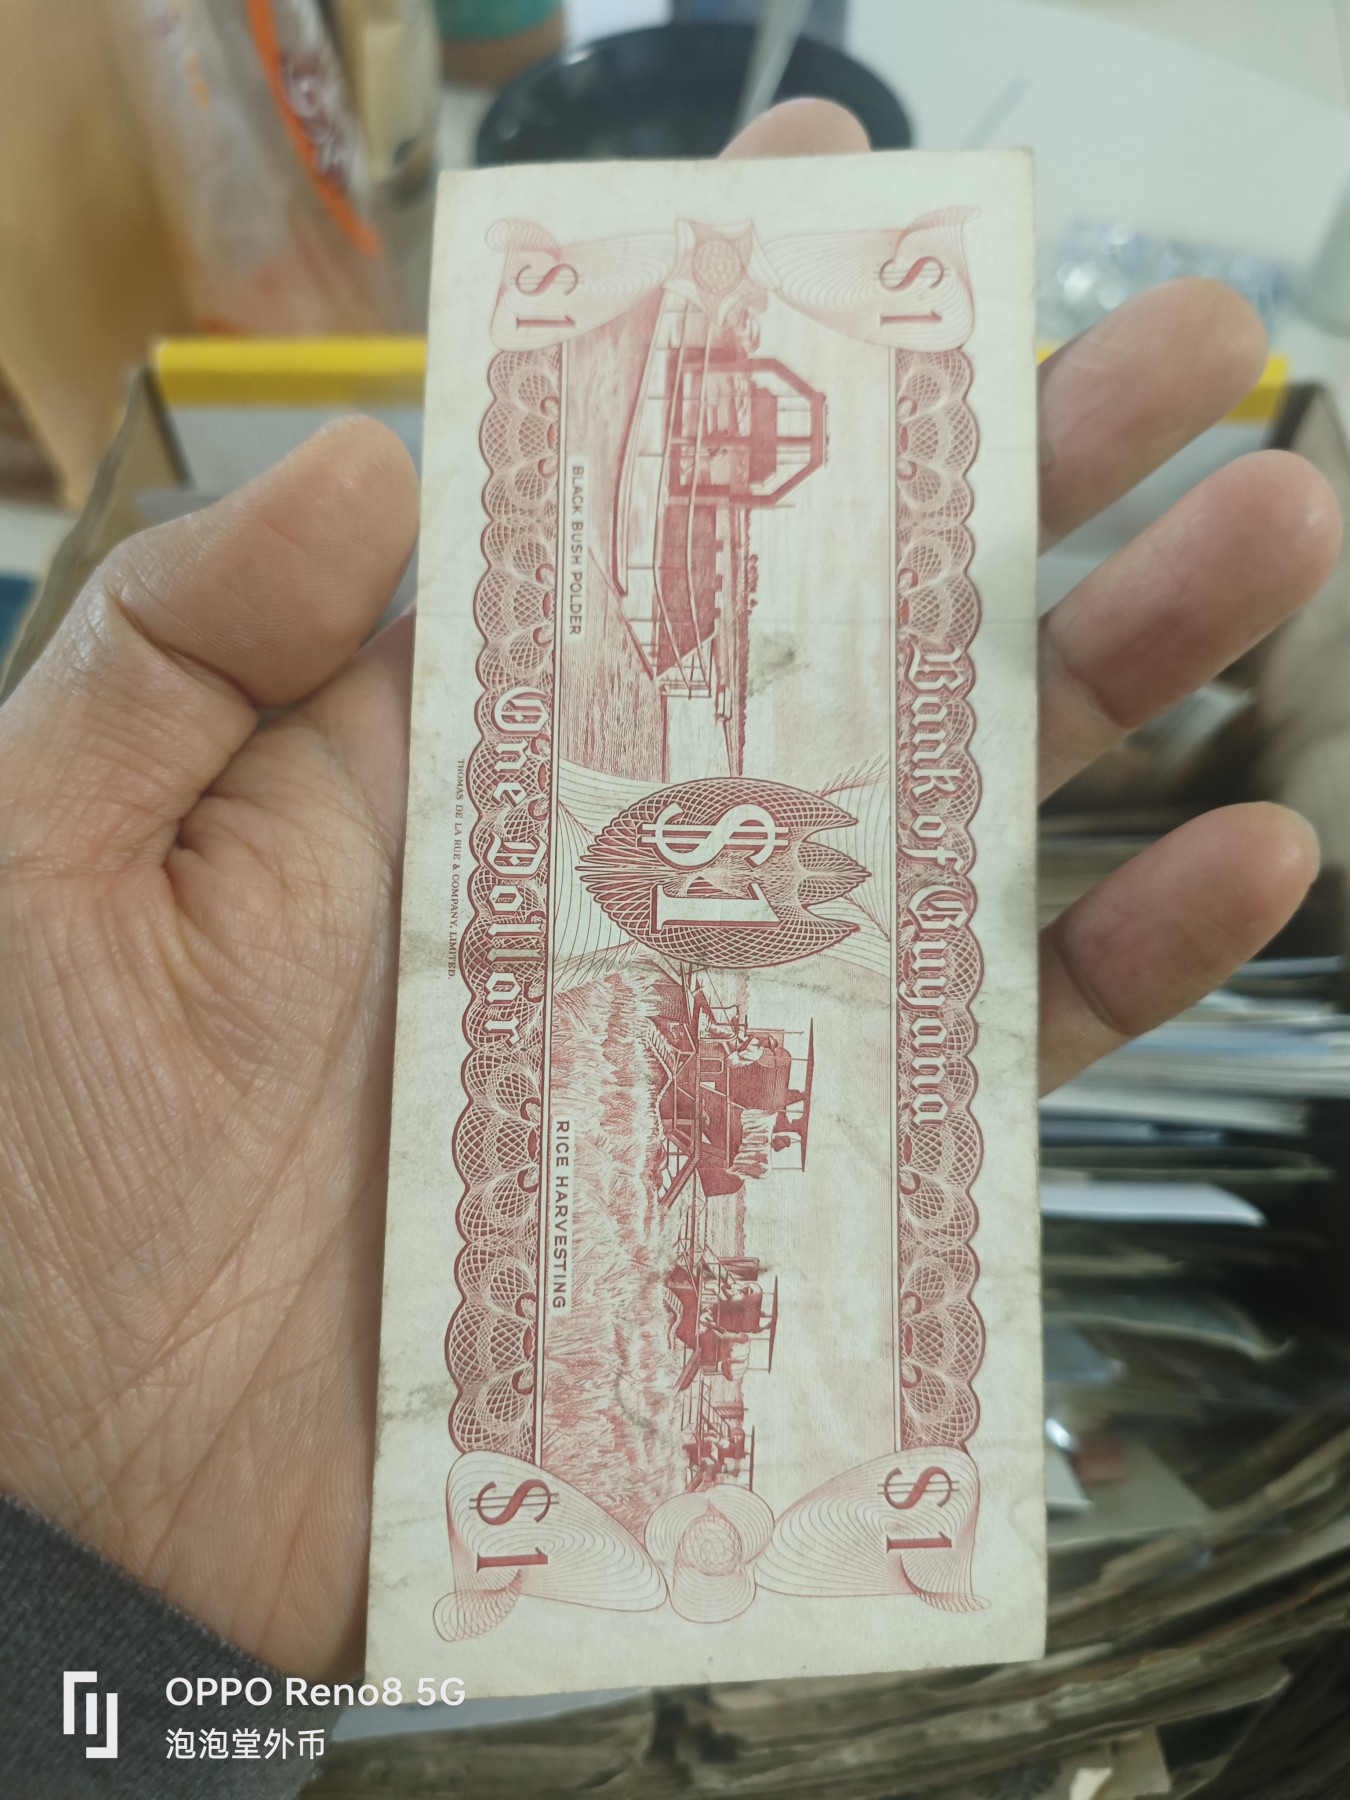 Bank of Guyana
$1
$1
$1
BLACK BUSH POLDER
RICE HARVESTING
One Dollar
$1
$1
THOMAS DE LA RUE & COMPANY, LIMITED.
OPPO Reno8 5G
泡泡堂外币